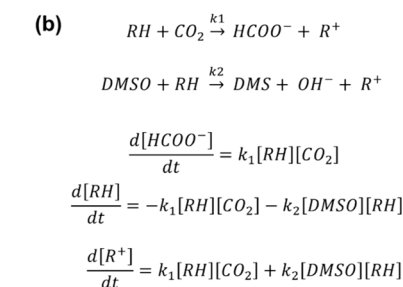 (b)
RH + CO₂ →k1 HCOO⁻ + R⁺
DMSO + RH →k2 DMS + OH⁻ + R⁺
d[HCOO⁻]/dt = k₁[RH][CO₂]
d[RH]/dt = −k₁[RH][CO₂] − k₂[DMSO][RH]
d[R⁺]/dt = k₁[RH][CO₂] + k₂[DMSO][RH]